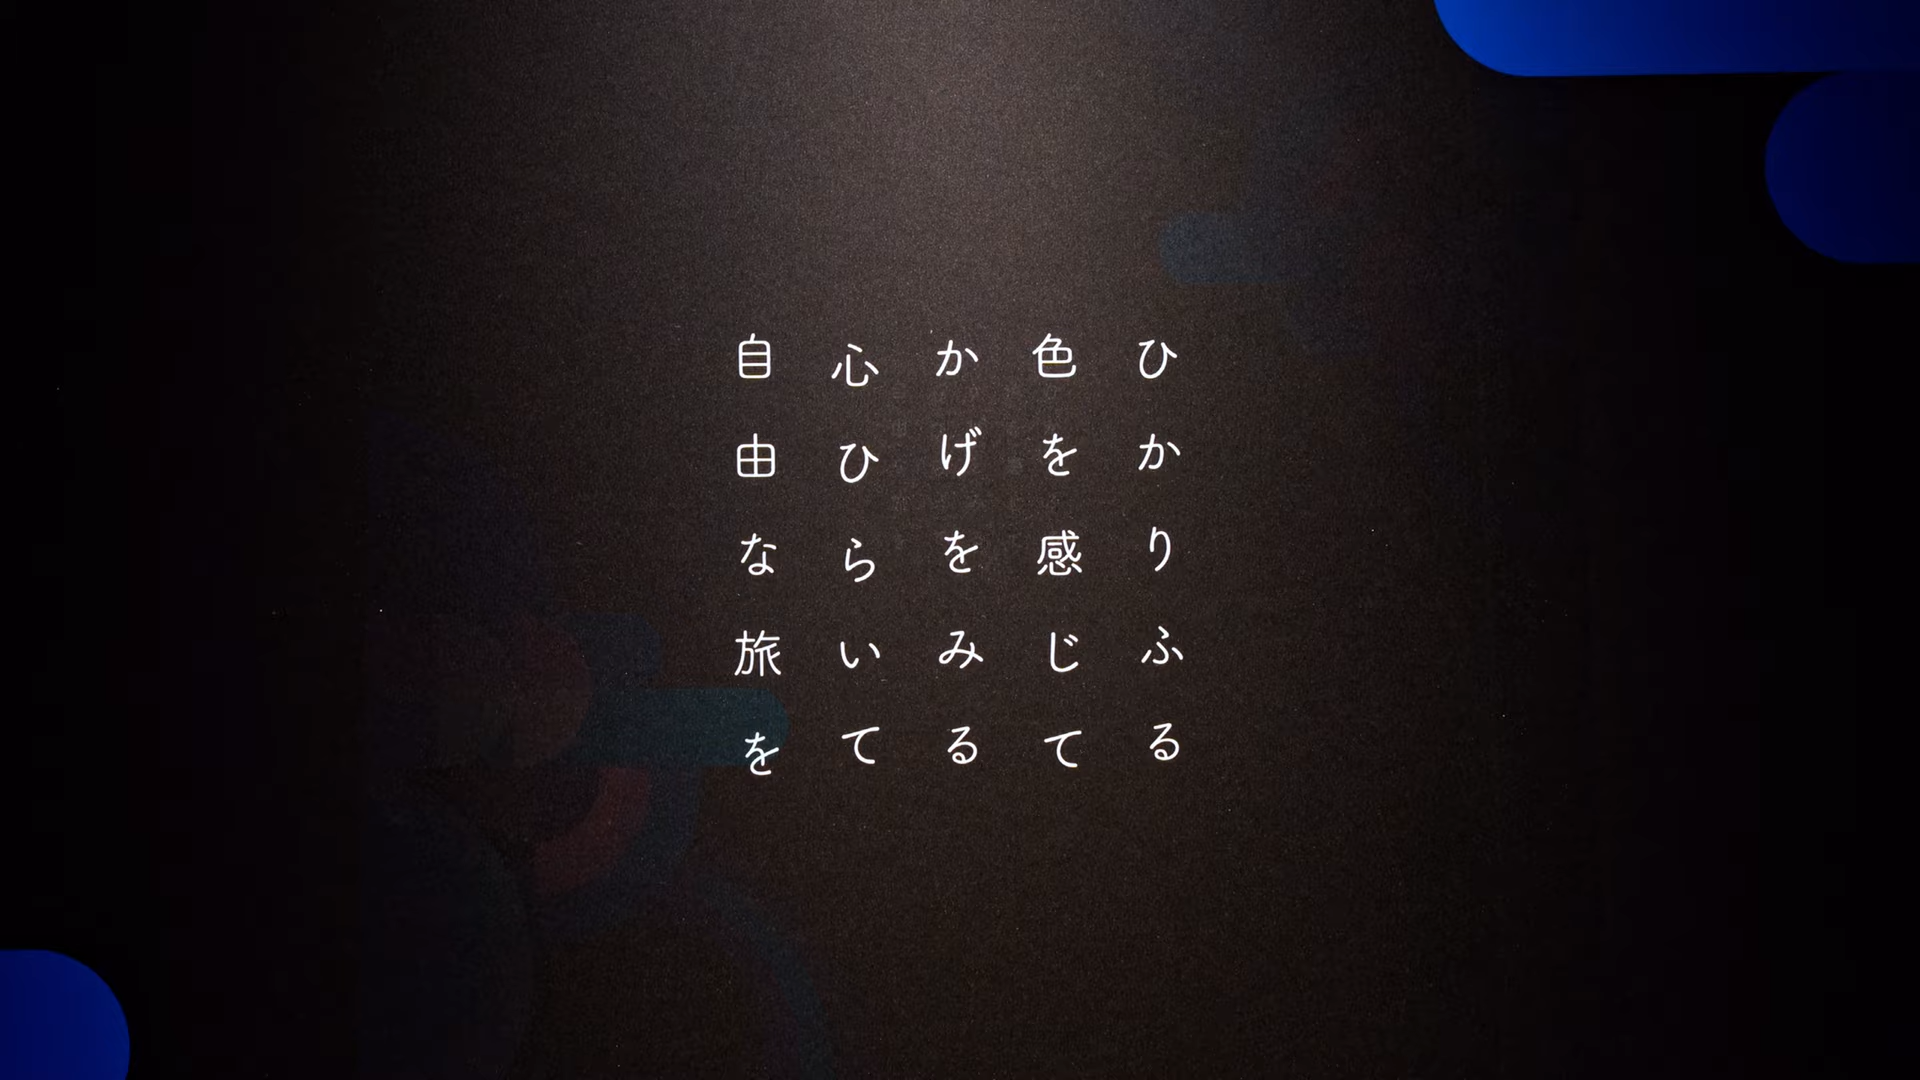 ひかりふる
色を感じて
かげをみる
心ひらいて
自由な旅を